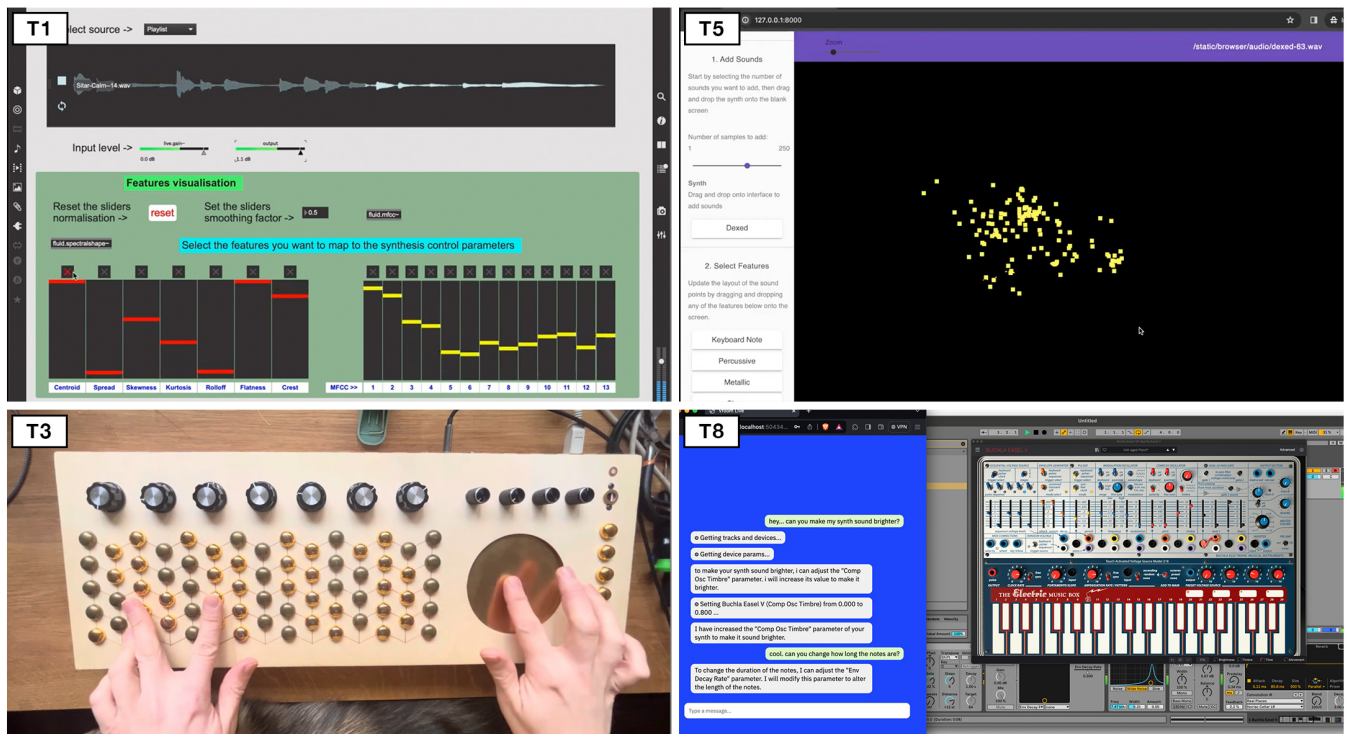 T1
lect source ->
Playlist
Sitar-Calm--14.wav
Input level ->
live.gain~
0.0 dB
output
-1.1 dB
Features visualisation
Reset the sliders
normalisation ->
reset
Set the sliders
smoothing factor ->
0.5
fluid.mfcc~
fluid.spectralshape~
Select the features you want to map to the synthesis control parameters
Centroid Spread Skewness Kurtosis Rolloff Flatness Crest
MFCC >> 1 2 3 4 5 6 7 8 9 10 11 12 13
T5
127.0.0.1:8000
Zoom
/static/browser/audio/dexed-63.wav
1. Add Sounds
Start by selecting the number of
sounds you want to add, then drag
and drop the synth onto the blank
screen
Number of samples to add:
1 250
Synth
Drag and drop onto interface to
add sounds
Dexed
2. Select Features
Update the layout of the sound
points by dragging and dropping
any of the features below onto the
screen.
Keyboard Note
Percussive
Metallic
T3
T8
localhost:50434...
VPN
hey... can you make my synth sound brighter?
Getting tracks and devices...
Getting device params...
to make your synth sound brighter, i can adjust the "Comp
Osc Timbre" parameter. i will increase its value to make it
brighter.
Setting Buchla Easel V (Comp Osc Timbre) from 0.000 to
0.800 ...
I have increased the "Comp Osc Timbre" parameter of your
synth to make it sound brighter.
cool. can you change how long the notes are?
To change the duration of the notes, I can adjust the "Env
Decay Rate" parameter. I will modify this parameter to alter
the length of the notes.
Type a message...
Untitled
Advanced
THE Electric MUSIC BOX